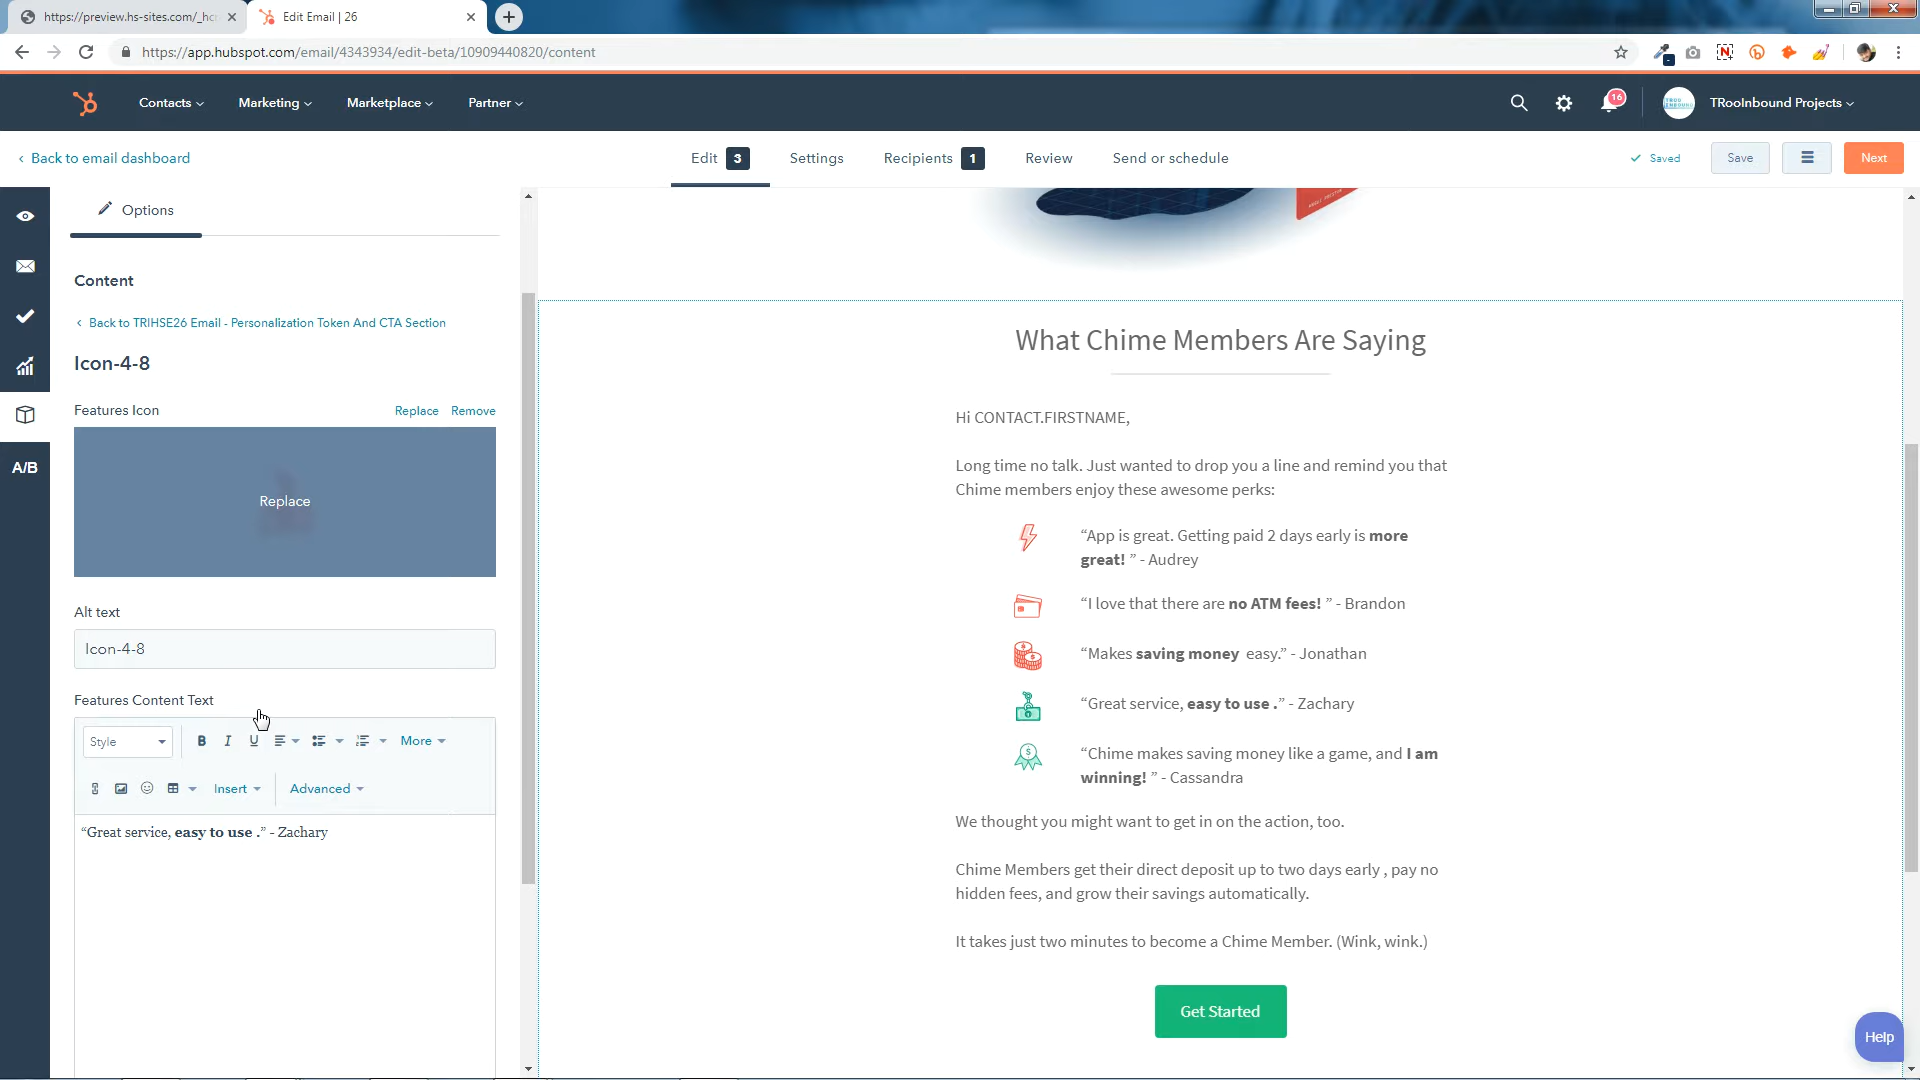 https://preview.hs-sites.com/_hc
Edit Email | 26
https://app.hubspot.com/email/4343934/edit-beta/10909440820/content
Contacts
Marketing
Marketplace
Partner
16
TRooInbound Projects
Back to email dashboard
Edit 3
Settings
Recipients 1
Review
Send or schedule
Saved
Save
Next
Options
Content
Back to TRIHSE26 Email - Personalization Token And CTA Section
Icon-4-8
Features Icon
Replace
Remove
Replace
Alt text
Icon-4-8
Features Content Text
Style
B I U
More
Insert
Advanced
“Great service, easy to use .” - Zachary
A/B
What Chime Members Are Saying
Hi CONTACT.FIRSTNAME,
Long time no talk. Just wanted to drop you a line and remind you that
Chime members enjoy these awesome perks:
“App is great. Getting paid 2 days early is more
great! ” - Audrey
“I love that there are no ATM fees! ” - Brandon
“Makes saving money  easy.” - Jonathan
“Great service, easy to use .” - Zachary
“Chime makes saving money like a game, and I am
winning! ” - Cassandra
We thought you might want to get in on the action, too.
Chime Members get their direct deposit up to two days early , pay no
hidden fees, and grow their savings automatically.
It takes just two minutes to become a Chime Member. (Wink, wink.)
Get Started
Help